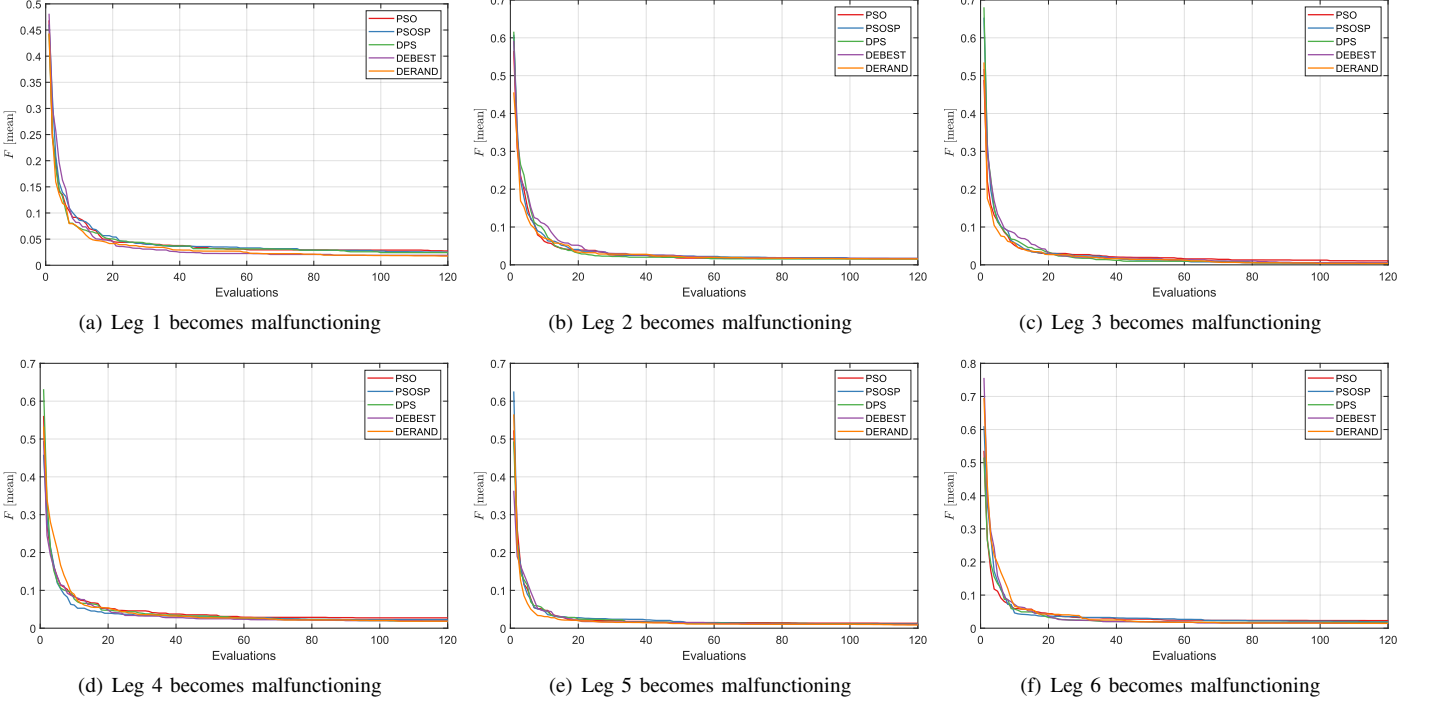 0.5
0.45
0.4
0.35
0.3
0.25
0.2
0.15
0.1
0.05
0
F [mean]
0 20 40 60 80 100 120
Evaluations
PSO
PSOSP
DPS
DEBEST
DERAND
(a) Leg 1 becomes malfunctioning
0.7
0.6
0.5
0.4
0.3
0.2
0.1
0
F [mean]
0 20 40 60 80 100 120
Evaluations
PSO
PSOSP
DPS
DEBEST
DERAND
(b) Leg 2 becomes malfunctioning
0.7
0.6
0.5
0.4
0.3
0.2
0.1
0
F [mean]
0 20 40 60 80 100 120
Evaluations
PSO
PSOSP
DPS
DEBEST
DERAND
(c) Leg 3 becomes malfunctioning
0.7
0.6
0.5
0.4
0.3
0.2
0.1
0
F [mean]
0 20 40 60 80 100 120
Evaluations
PSO
PSOSP
DPS
DEBEST
DERAND
(d) Leg 4 becomes malfunctioning
0.7
0.6
0.5
0.4
0.3
0.2
0.1
0
F [mean]
0 20 40 60 80 100 120
Evaluations
PSO
PSOSP
DPS
DEBEST
DERAND
(e) Leg 5 becomes malfunctioning
0.8
0.7
0.6
0.5
0.4
0.3
0.2
0.1
0
F [mean]
0 20 40 60 80 100 120
Evaluations
PSO
PSOSP
DPS
DEBEST
DERAND
(f) Leg 6 becomes malfunctioning